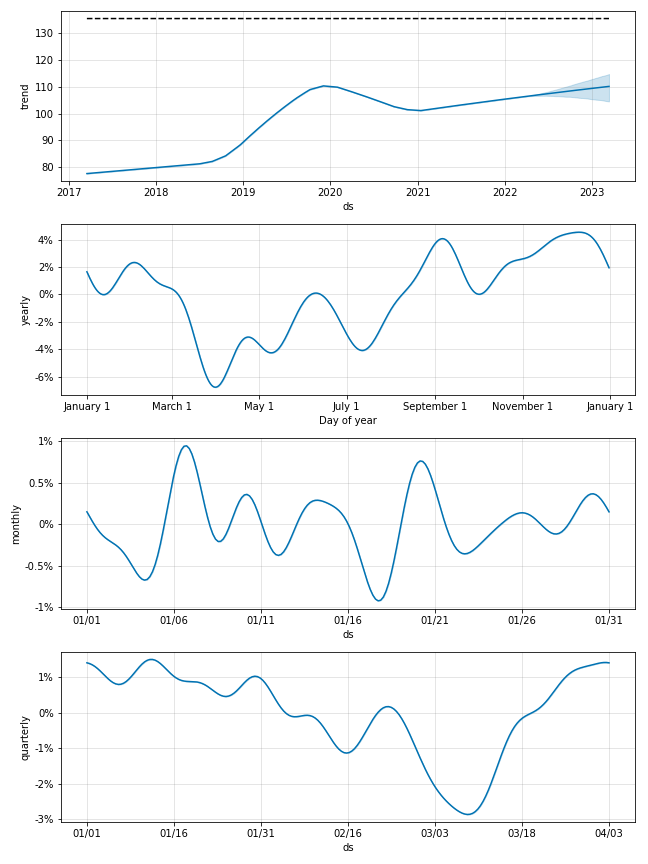 130
120
110
100
90
80
trend
2017 2018 2019 2020 2021 2022 2023
ds
4%
2%
0%
-2%
-4%
-6%
yearly
January 1 March 1 May 1 July 1 September 1 November 1 January 1
Day of year
1%
0.5%
0%
-0.5%
-1%
monthly
01/01 01/06 01/11 01/16 01/21 01/26 01/31
ds
1%
0%
-1%
-2%
-3%
quarterly
01/01 01/16 01/31 02/16 03/03 03/18 04/03
ds